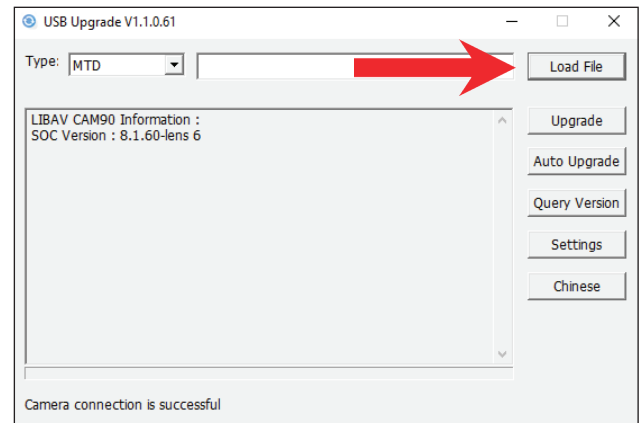 USB Upgrade V1.1.0.61
Type: MTD
Load File
LIBAV CAM90 Information :
SOC Version : 8.1.60-lens 6
Upgrade
Auto Upgrade
Query Version
Settings
Chinese
Camera connection is successful